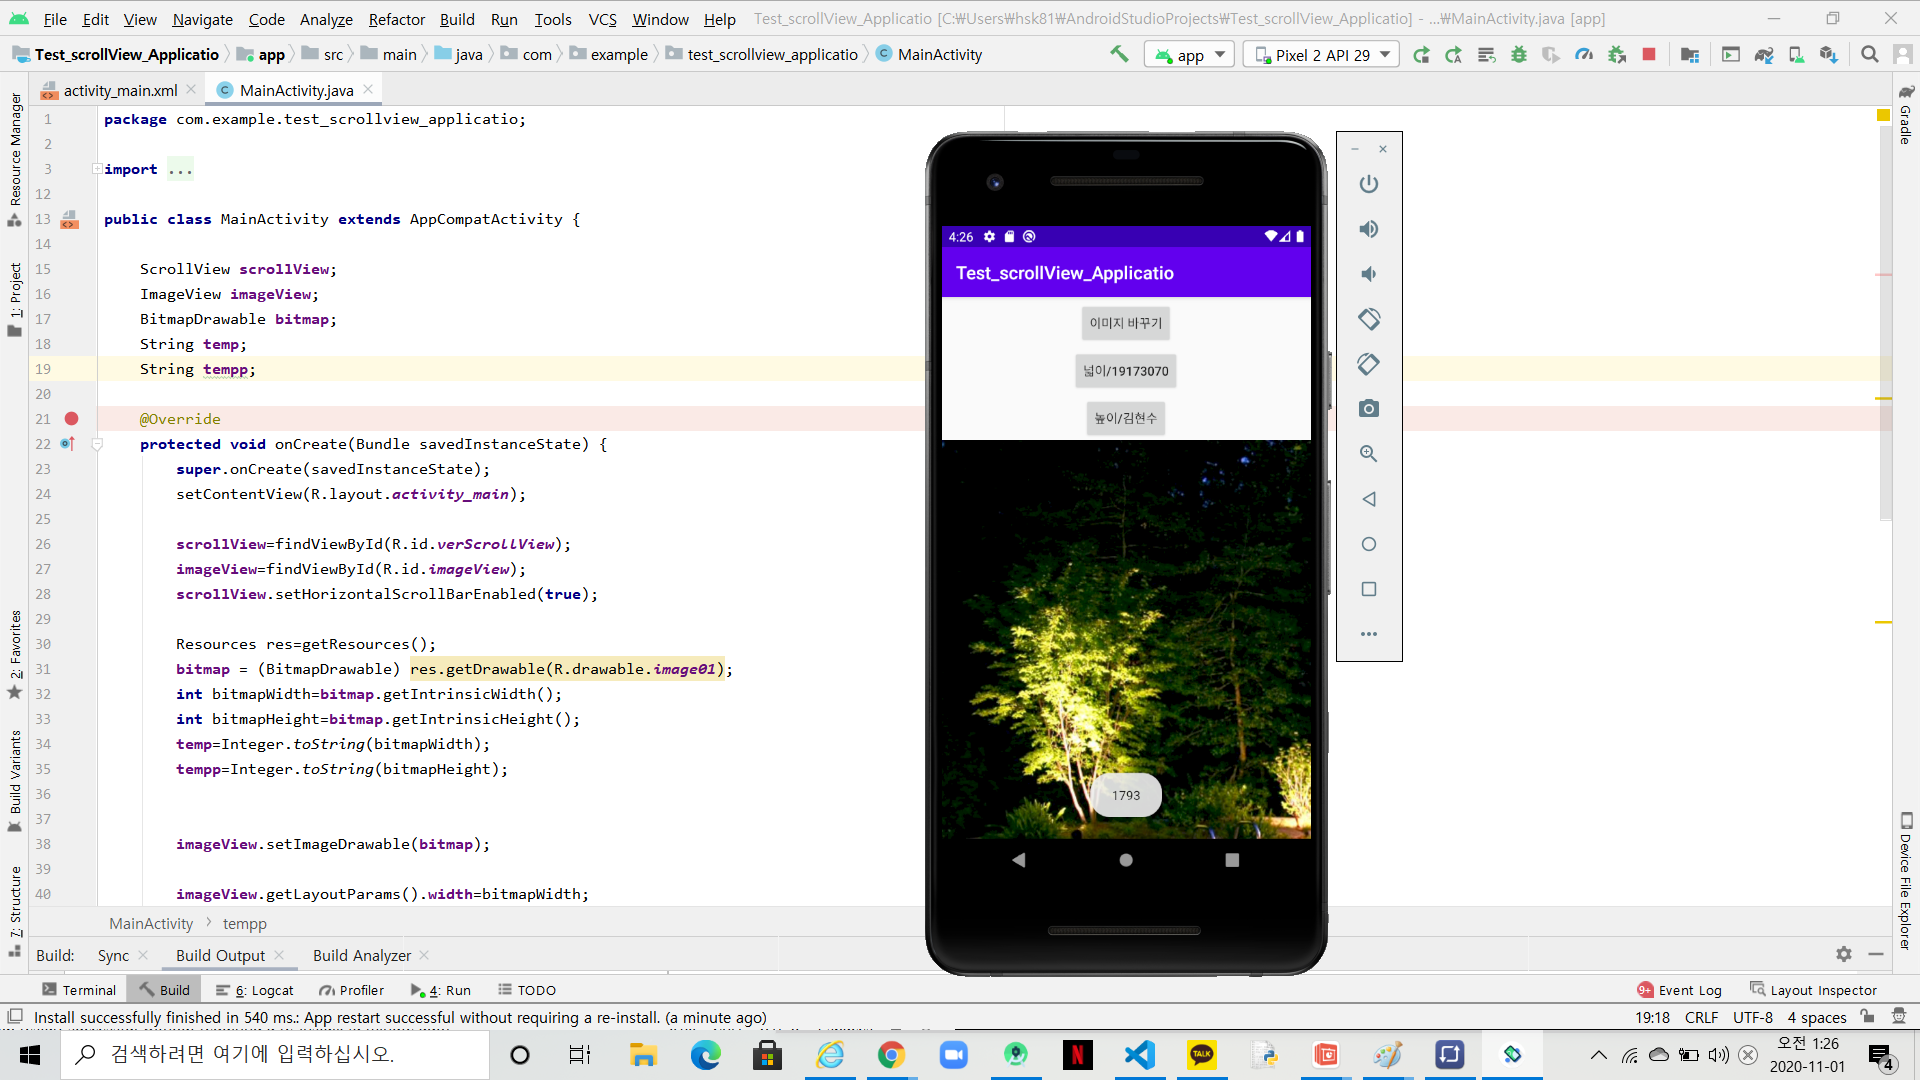 File Edit View Navigate Code Analyze Refactor Build Run Tools VCS Window Help Test_scrollView_Applicatio [C:₩Users₩hsk81₩AndroidStudioProjects₩Test_scrollView_Applicatio] - ...₩MainActivity.java [app]
Test_scrollView_Applicatio app src main java com example test_scrollview_applicatio MainActivity app Pixel 2 API 29
activity_main.xml MainActivity.java
1 package com.example.test_scrollview_applicatio;
2
3 import ...
12
13 public class MainActivity extends AppCompatActivity {
14
15 ScrollView scrollView;
16 ImageView imageView;
17 BitmapDrawable bitmap;
18 String temp;
19 String tempp;
20
21 @Override
22 protected void onCreate(Bundle savedInstanceState) {
23 super.onCreate(savedInstanceState);
24 setContentView(R.layout.activity_main);
25
26 scrollView=findViewById(R.id.verScrollView);
27 imageView=findViewById(R.id.imageView);
28 scrollView.setHorizontalScrollBarEnabled(true);
29
30 Resources res=getResources();
31 bitmap = (BitmapDrawable) res.getDrawable(R.drawable.image01);
32 int bitmapWidth=bitmap.getIntrinsicWidth();
33 int bitmapHeight=bitmap.getIntrinsicHeight();
34 temp=Integer.toString(bitmapWidth);
35 tempp=Integer.toString(bitmapHeight);
36
37
38 imageView.setImageDrawable(bitmap);
39
40 imageView.getLayoutParams().width=bitmapWidth;
MainActivity tempp
Resource Manager
1: Project
2: Favorites
Build Variants
7: Structure
4:26
Test_scrollView_Applicatio
이미지 바꾸기
넓이/19173070
높이/김현수
1793
Gradle
Device File Explorer
Build: Sync Build Output Build Analyzer
Terminal Build 6: Logcat Profiler 4: Run TODO 9+ Event Log Layout Inspector
Install successfully finished in 540 ms.: App restart successful without requiring a re-install. (a minute ago) 19:18 CRLF UTF-8 4 spaces
검색하려면 여기에 입력하십시오.
N
TALK
오전 1:26
2020-11-01
4